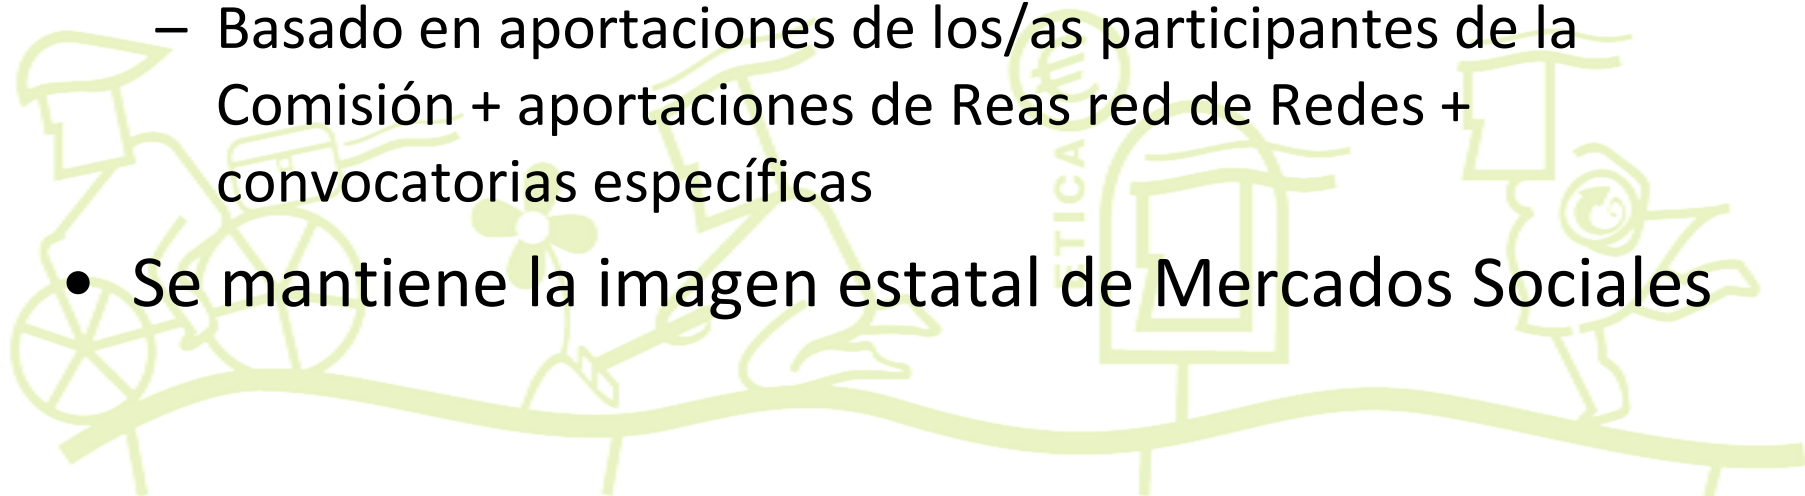 – Basado en aportaciones de los/as participantes de la
Comisión + aportaciones de Reas red de Redes +
convocatorias específicas
• Se mantiene la imagen estatal de Mercados Sociales
€
ETICA